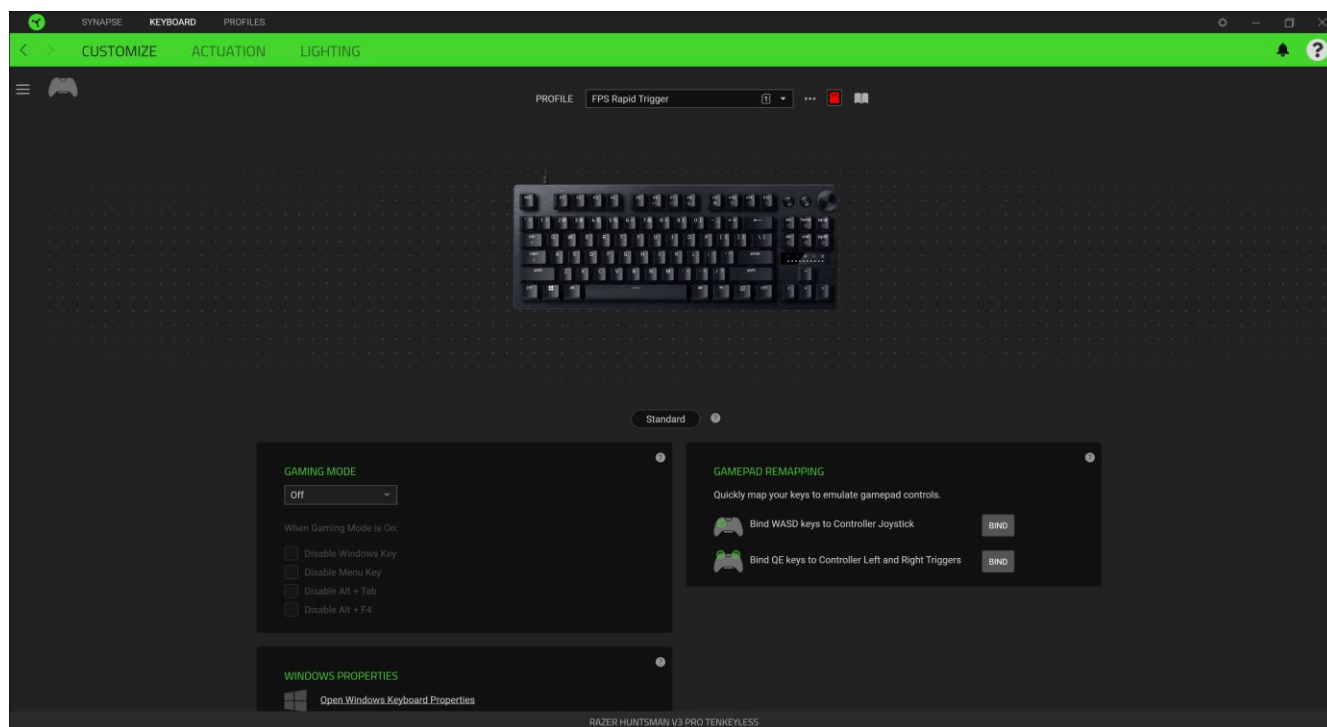 SYNAPSE KEYBOARD PROFILES
CUSTOMIZE ACTUATION LIGHTING
PROFILE FPS Rapid Trigger 1
Standard
GAMING MODE
Off
When Gaming Mode is On:
Disable Windows Key
Disable Menu Key
Disable Alt + Tab
Disable Alt + F4
GAMEPAD REMAPPING
Quickly map your keys to emulate gamepad controls.
Bind WASD keys to Controller Joystick BIND
Bind QE keys to Controller Left and Right Triggers BIND
WINDOWS PROPERTIES
Open Windows Keyboard Properties
RAZER HUNTSMAN V3 PRO TENKEYLESS